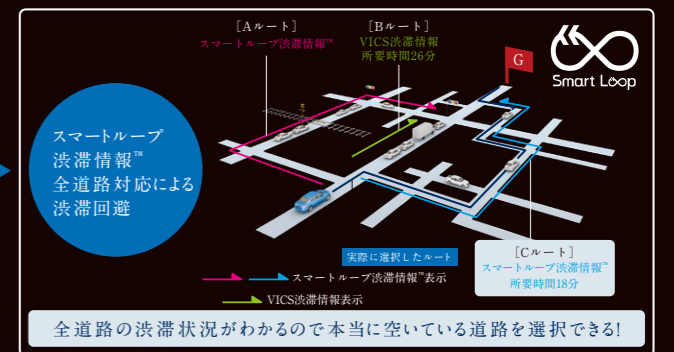 [Aルート]
スマートループ渋滞情報™
[Bルート]
VICS渋滞情報
所要時間26分
G
Smart Loop
スマートループ
渋滞情報™
全道路対応による
渋滞回避
実際に選択したルート
[Cルート]
スマートループ渋滞情報™
所要時間18分
スマートループ渋滞情報™表示
VICS渋滞情報表示
全道路の渋滞状況がわかるので本当に空いている道路を選択できる!